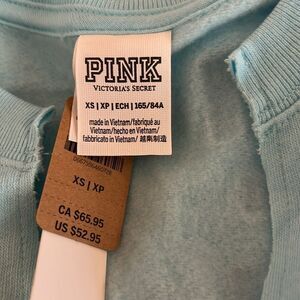 PINK
VICTORIA'S SECRET
XS | XP | ECH | 165/84A
made in Vietnam/fabriqué au
Vietnam/hecho en Vietnam/
fabbricato in Vietnam/ 越南制造
XS | XP
CA $65.95
US $52.95